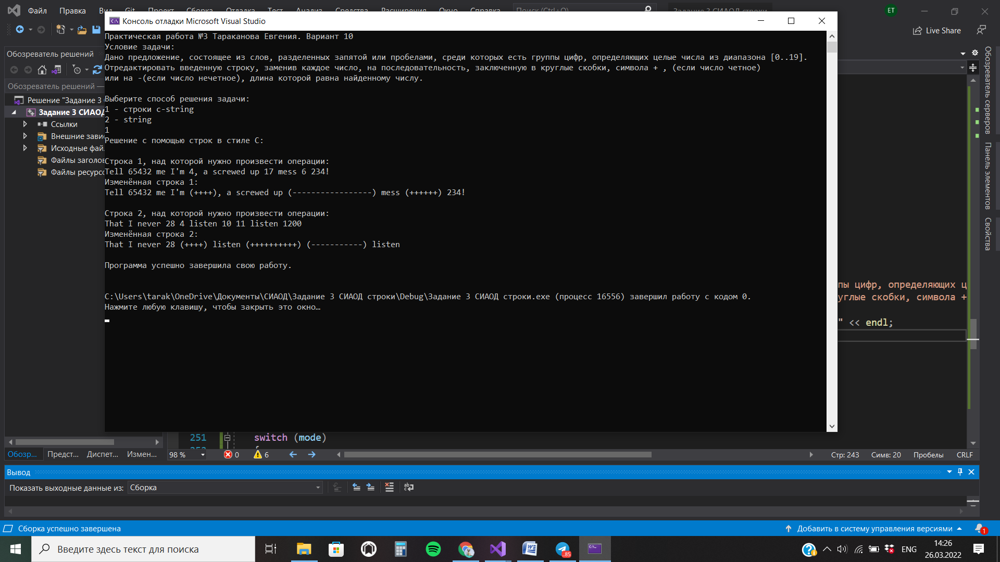 Файл Правка Вид Git Проект Сборка Отладка Тест Анализ Средства Расширения Окно Справка Поиск (Ctrl+Q) Задание 3 СИАОД строки ET
Консоль отладки Microsoft Visual Studio
Live Share
Обозреватель решений
Обозреватель решений —
Решение "Задание 3
Задание 3 СИАОД
Ссылки
Внешние зави
Исходные фай
Файлы заголов
Файлы ресурсо
Практическая работа №3 Тараканова Евгения. Вариант 10
Условие задачи:
Дано предложение, состоящее из слов, разделенных запятой или пробелами, среди которых есть группы цифр, определяющих целые числа из диапазона [0..19].
Отредактировать введенную строку, заменив каждое число, на последовательность, заключенную в круглые скобки, символа + , (если число четное)
или на -(если число нечетное), длина которой равна найденному числу.
Выберите способ решения задачи:
1 - строки c-string
2 - string
1
Решение с помощью строк в стиле С:
Строка 1, над которой нужно произвести операции:
Tell 65432 me I'm 4, a screwed up 17 mess 6 234!
Изменённая строка 1:
Tell 65432 me I'm (++++), a screwed up (-----------------) mess (++++++) 234!
Строка 2, над которой нужно произвести операции:
That I never 28 4 listen 10 11 listen 1200
Изменённая строка 2:
That I never 28 (++++) listen (++++++++++) (-----------) listen
Программа успешно завершила свою работу.
C:\Users\tarak\OneDrive\Документы\СИАОД\Задание 3 СИАОД строки\Debug\Задание 3 СИАОД строки.exe (процесс 16556) завершил работу с кодом 0.
Нажмите любую клавишу, чтобы закрыть это окно…
Обозреватель серверов
Панель элементов
Свойства
пы цифр, определяющих ц
углые скобки, символа +
" << endl;
251 switch (mode)
252 {
Обозр... Предст... Диспет... Измен...
98 % 0 6 Стр: 243 Симв: 20 Пробелы CRLF
Вывод
Показать выходные данные из: Сборка
Сборка успешно завершена
Добавить в систему управления версиями 1
Введите здесь текст для поиска
85
ENG
14:26
26.03.2022